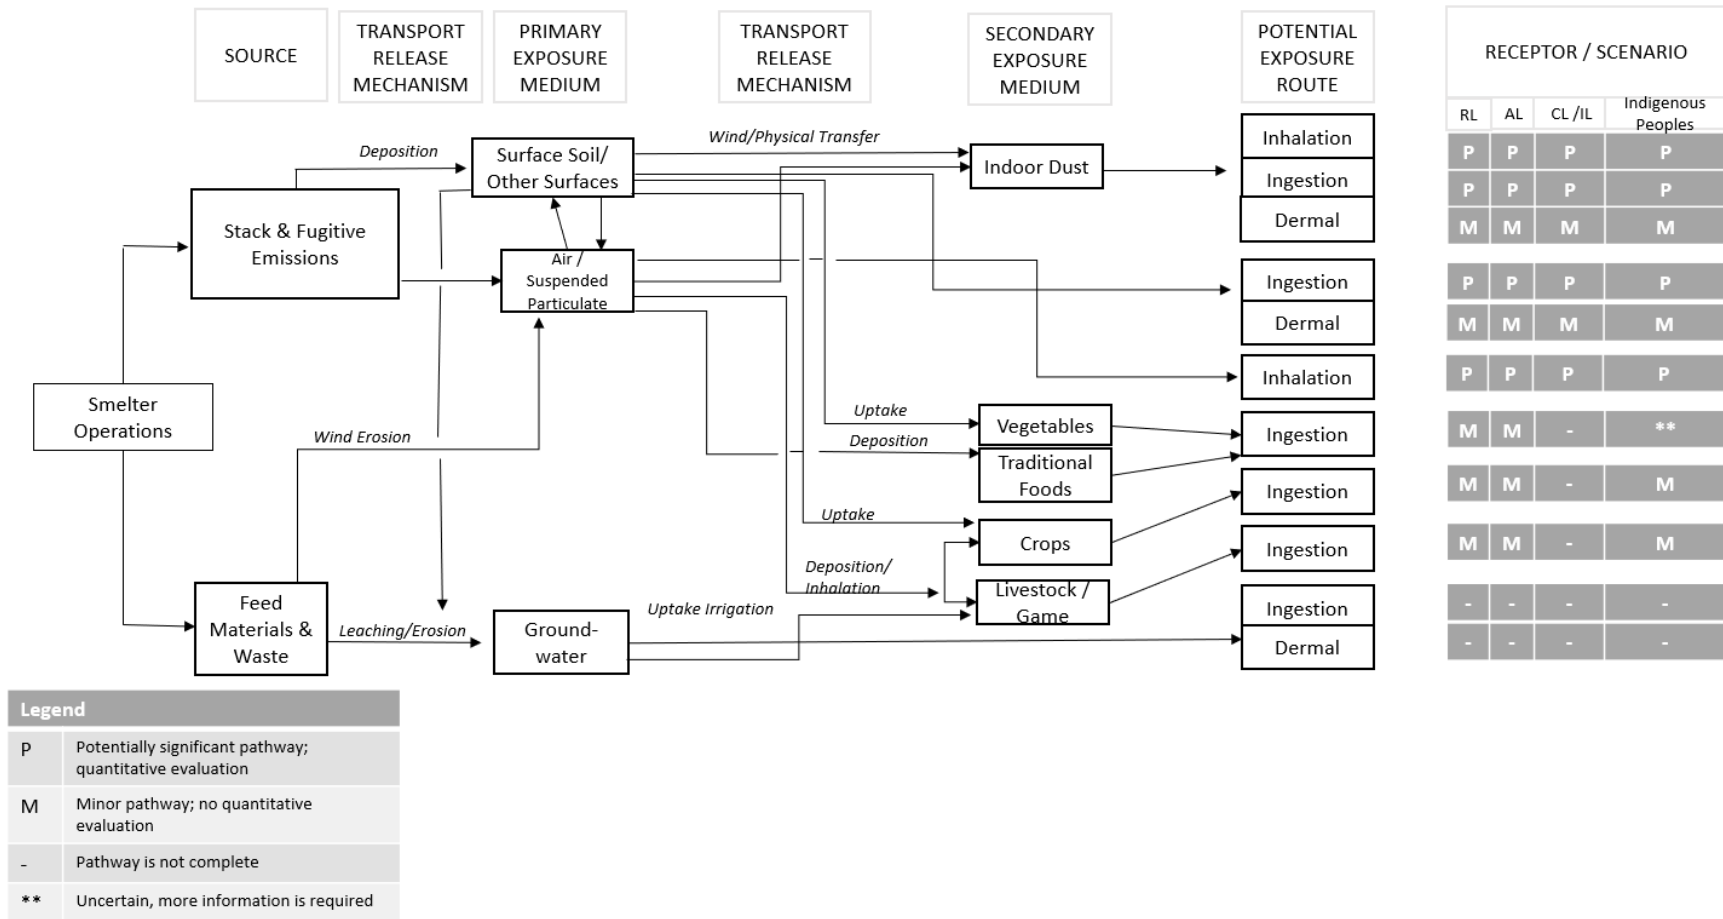 SOURCE
TRANSPORT
RELEASE
MECHANISM
PRIMARY
EXPOSURE
MEDIUM
TRANSPORT
RELEASE
MECHANISM
SECONDARY
EXPOSURE
MEDIUM
POTENTIAL
EXPOSURE
ROUTE
RECEPTOR / SCENARIO
RL
AL
CL /IL
Indigenous
Peoples
Smelter
Operations
Stack & Fugitive
Emissions
Feed
Materials &
Waste
Deposition
Wind Erosion
Leaching/Erosion
Surface Soil/
Other Surfaces
Air /
Suspended
Particulate
Ground-
water
Wind/Physical Transfer
Uptake
Deposition
Uptake
Deposition/
Inhalation
Uptake Irrigation
Indoor Dust
Vegetables
Traditional
Foods
Crops
Livestock /
Game
Inhalation
P P P P
Ingestion
P P P P
Dermal
M M M M
Ingestion
P P P P
Dermal
M M M M
Inhalation
P P P P
Ingestion
M M - **
Ingestion
M M - M
Ingestion
M M - M
Ingestion
- - - -
Dermal
- - - -
Legend
P Potentially significant pathway;
quantitative evaluation
M Minor pathway; no quantitative
evaluation
- Pathway is not complete
** Uncertain, more information is required